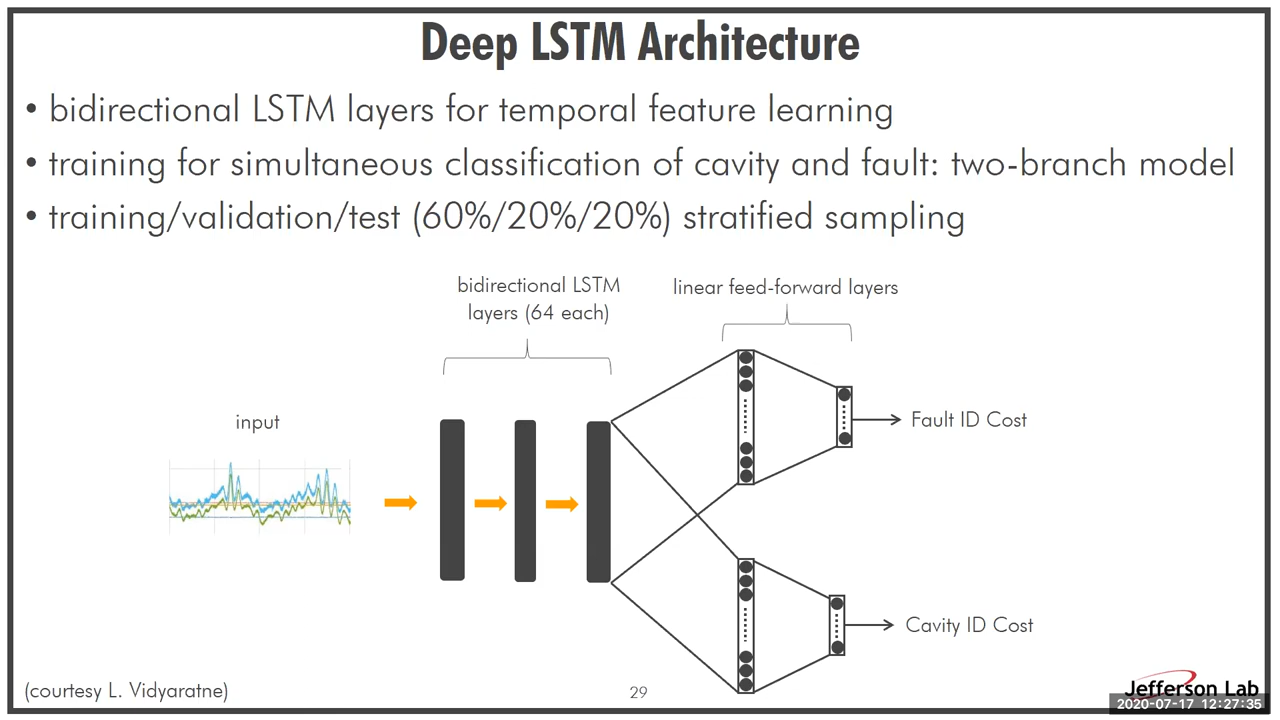 Deep LSTM Architecture
• bidirectional LSTM layers for temporal feature learning
• training for simultaneous classification of cavity and fault: two-branch model
• training/validation/test (60%/20%/20%) stratified sampling
bidirectional LSTM
layers (64 each)
linear feed-forward layers
input
Fault ID Cost
Cavity ID Cost
(courtesy L. Vidyaratne)
29
Jefferson Lab
2020-07-17 12:27:35